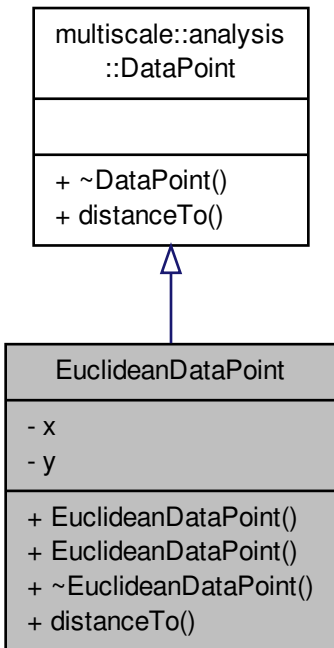 multiscale::analysis
::DataPoint
+ ~DataPoint()
+ distanceTo()
EuclideanDataPoint
- x
- y
+ EuclideanDataPoint()
+ EuclideanDataPoint()
+ ~EuclideanDataPoint()
+ distanceTo()